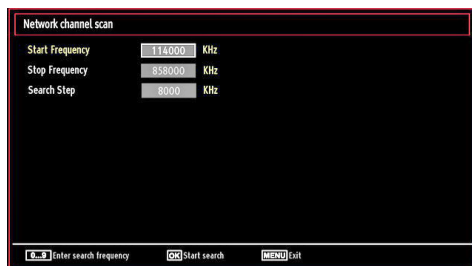 Network channel scan
Start Frequency 114000 KHz
Stop Frequency 858000 KHz
Search Step 8000 KHz
0...9 Enter search frequency OK Start search MENU Exit